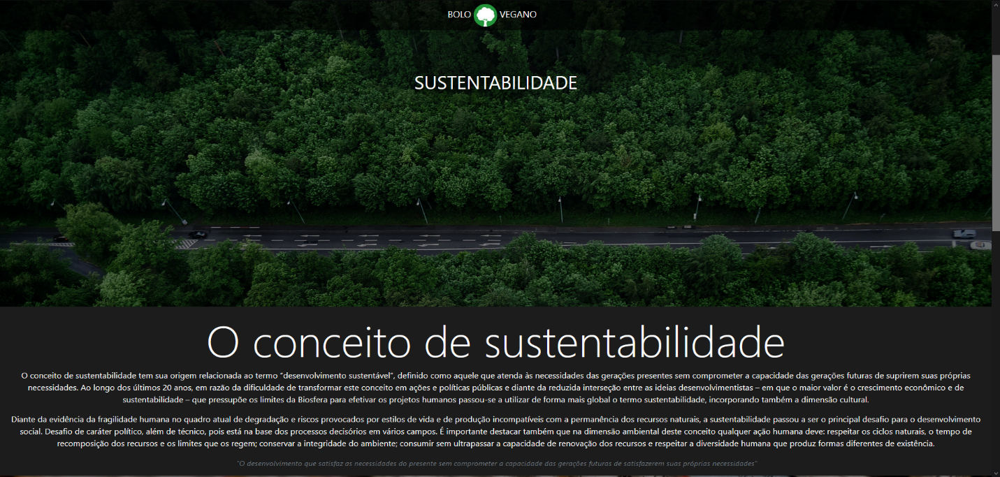 BOLO VEGANO
SUSTENTABILIDADE
O conceito de sustentabilidade
O conceito de sustentabilidade tem sua origem relacionada ao termo “desenvolvimento sustentável”, definido como aquele que atenda às necessidades das gerações presentes sem comprometer a capacidade das gerações futuras de suprirem suas próprias
necessidades. Ao longo dos últimos 20 anos, em razão da dificuldade de transformar este conceito em ações e políticas públicas e diante da reduzida interseção entre as ideias desenvolvimentistas – em que o maior valor é o crescimento econômico e de
sustentabilidade – que pressupõe os limites da Biosfera para efetivar os projetos humanos passou-se a utilizar de forma mais global o termo sustentabilidade, incorporando também a dimensão cultural.
Diante da evidência da fragilidade humana no quadro atual de degradação e riscos provocados por estilos de vida e de produção incompatíveis com a permanência dos recursos naturais, a sustentabilidade passou a ser o principal desafio para o desenvolvimento
social. Desafio de caráter político, além de técnico, pois está na base dos processos decisórios em vários campos. É importante destacar também que na dimensão ambiental deste conceito qualquer ação humana deve: respeitar os ciclos naturais, o tempo de
recomposição dos recursos e os limites que os regem; conservar a integridade do ambiente; consumir sem ultrapassar a capacidade de renovação dos recursos e respeitar a diversidade humana que produz formas diferentes de existência.
"O desenvolvimento que satisfaz as necessidades do presente sem comprometer a capacidade das gerações futuras de satisfazerem suas próprias necessidades"